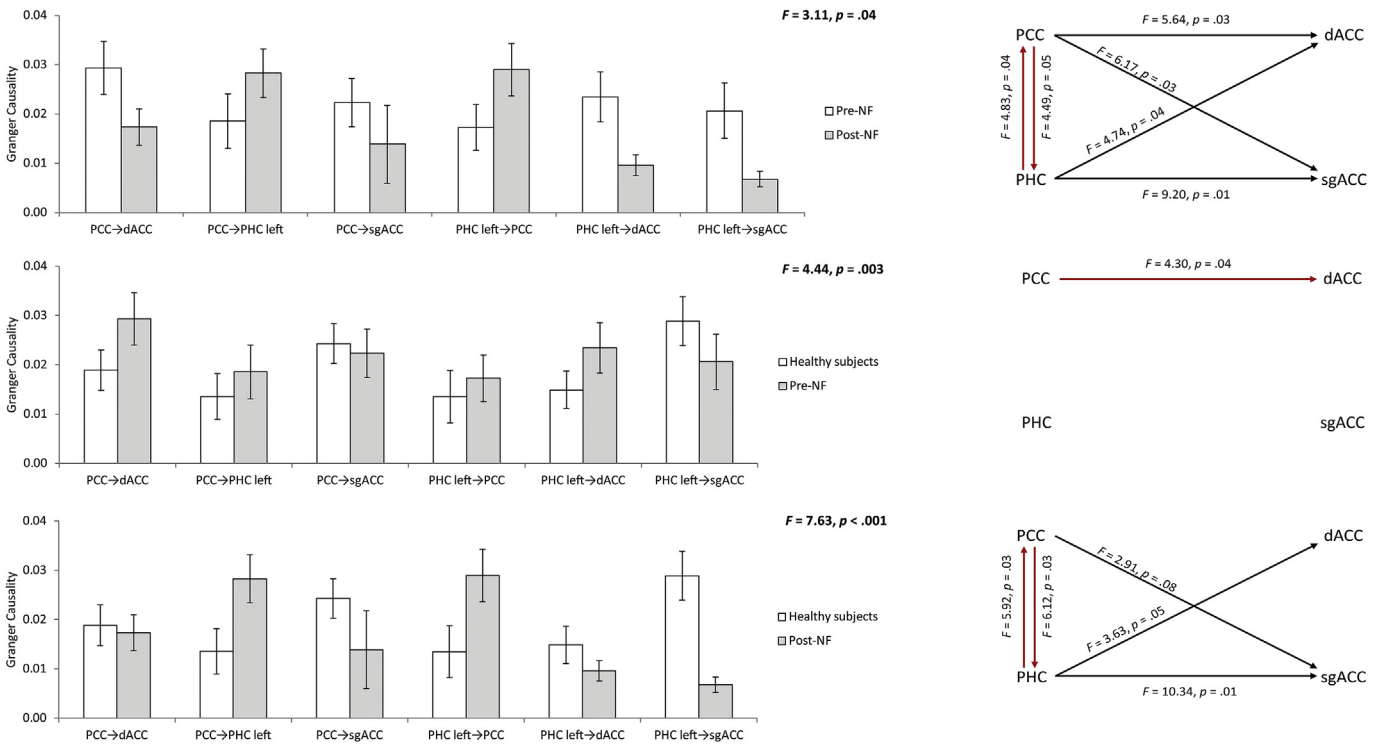 0.04
0.03
0.02
0.01
0.00
Granger Causality
F = 3.11, p = .04
Pre-NF
Post-NF
PCC→dACC
PCC→PHC left
PCC→sgACC
PHC left→PCC
PHC left→dACC
PHC left→sgACC
F = 5.64, p = .03
PCC
dACC
F = 6.17, p = .03
F = 4.83, p = .04
F = 4.49, p = .05
F = 4.74, p = .04
PHC
sgACC
F = 9.20, p = .01
0.04
0.03
0.02
0.01
0.00
Granger Causality
F = 4.44, p = .003
Healthy subjects
Pre-NF
PCC→dACC
PCC→PHC left
PCC→sgACC
PHC left→PCC
PHC left→dACC
PHC left→sgACC
F = 4.30, p = .04
PCC
dACC
PHC
sgACC
0.04
0.03
0.02
0.01
0.00
Granger Causality
F = 7.63, p < .001
Healthy subjects
Post-NF
PCC→dACC
PCC→PHC left
PCC→sgACC
PHC left→PCC
PHC left→dACC
PHC left→sgACC
PCC
dACC
F = 2.91, p = .08
F = 5.92, p = .03
F = 6.12, p = .03
F = 3.63, p = .05
PHC
sgACC
F = 10.34, p = .01